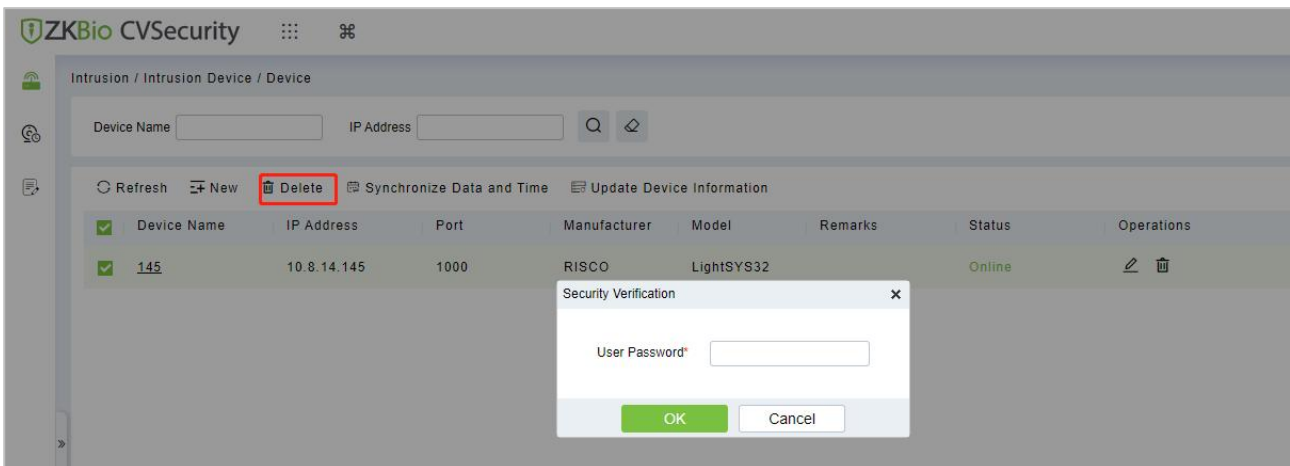 ZKBio CVSecurity
Intrusion / Intrusion Device / Device
Device Name IP Address
Refresh New Delete Synchronize Data and Time Update Device Information
Device Name IP Address Port Manufacturer Model Remarks Status Operations
145 10.8.14.145 1000 RISCO LightSYS32 Online
Security Verification
User Password*
OK Cancel